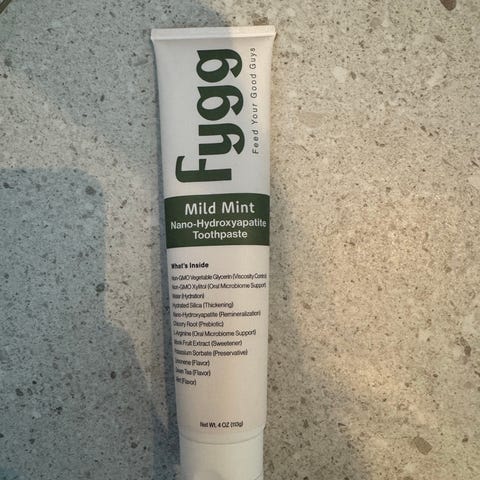 fygg
Feed Your Good Guys
Mild Mint
Nano-Hydroxyapatite
Toothpaste
What's Inside
Non-GMO Vegetable Glycerin (Viscosity Control)
Non-GMO Xylitol (Oral Microbiome Support)
Water (Hydration)
Hydrated Silica (Thickening)
Nano-Hydroxyapatite (Remineralization)
Chicory Root (Prebiotic)
L-Arginine (Oral Microbiome Support)
Monk Fruit Extract (Sweetener)
Potassium Sorbate (Preservative)
Limonene (Flavor)
Green Tea (Flavor)
Mint (Flavor)
Net Wt. 4 OZ (113g)